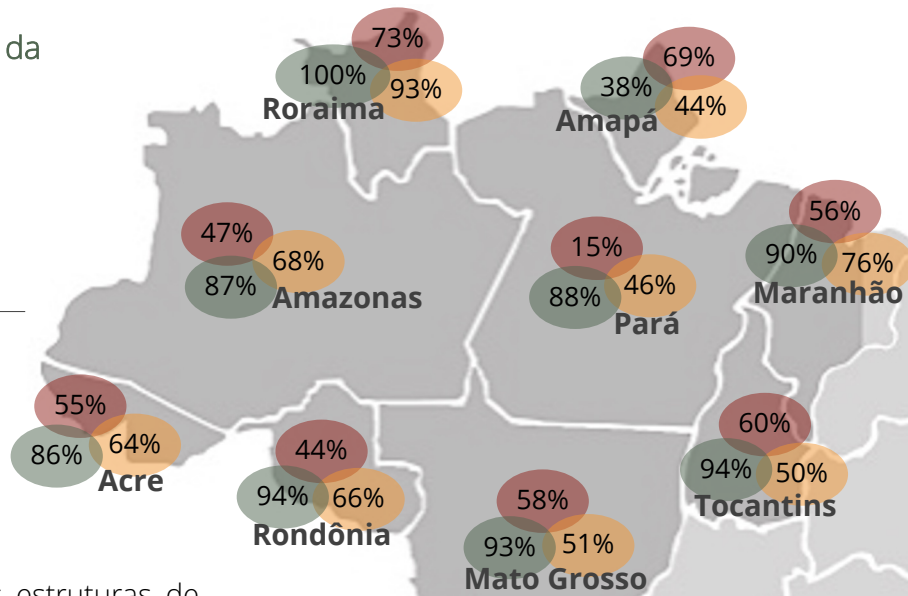 da
73%
100%
93%
Roraima
69%
38%
44%
Amapá
47%
68%
87%
Amazonas
15%
46%
88%
Pará
56%
90%
76%
Maranhão
55%
64%
86%
Acre
44%
94%
66%
Rondônia
58%
93%
51%
Mato Grosso
60%
94%
50%
Tocantins
estruturas de